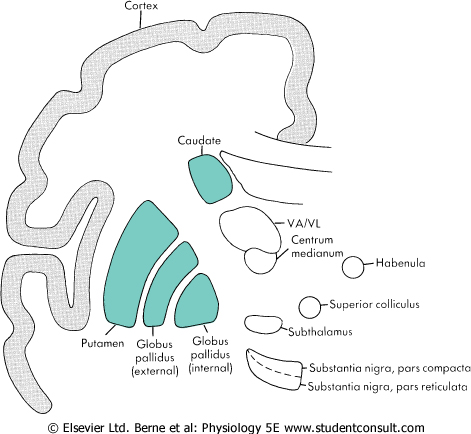 Cortex
Caudate
VA/VL
Centrum
medianum
Habenula
Superior colliculus
Subthalamus
Putamen
Globus
pallidus
(external)
Globus
pallidus
(internal)
Substantia nigra, pars compacta
Substantia nigra, pars reticulata
© Elsevier Ltd. Berne et al: Physiology 5E www.studentconsult.com